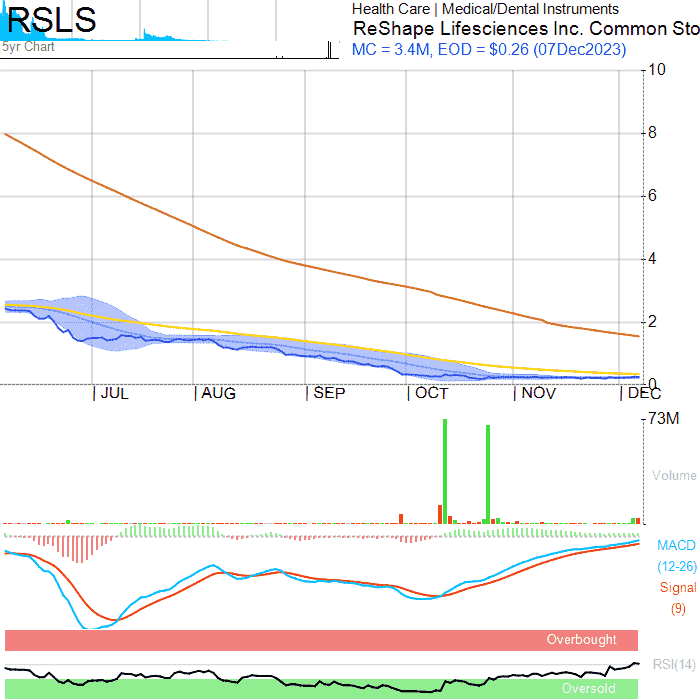 RSLS
5yr Chart
Health Care | Medical/Dental Instruments
ReShape Lifesciences Inc. Common Sto
MC = 3.4M, EOD = $0.26 (07Dec2023)
10
8
6
4
2
0
JUL AUG SEP OCT NOV DEC
73M
Volume
MACD
(12-26)
Signal
(9)
Overbought
RSI(14)
Oversold